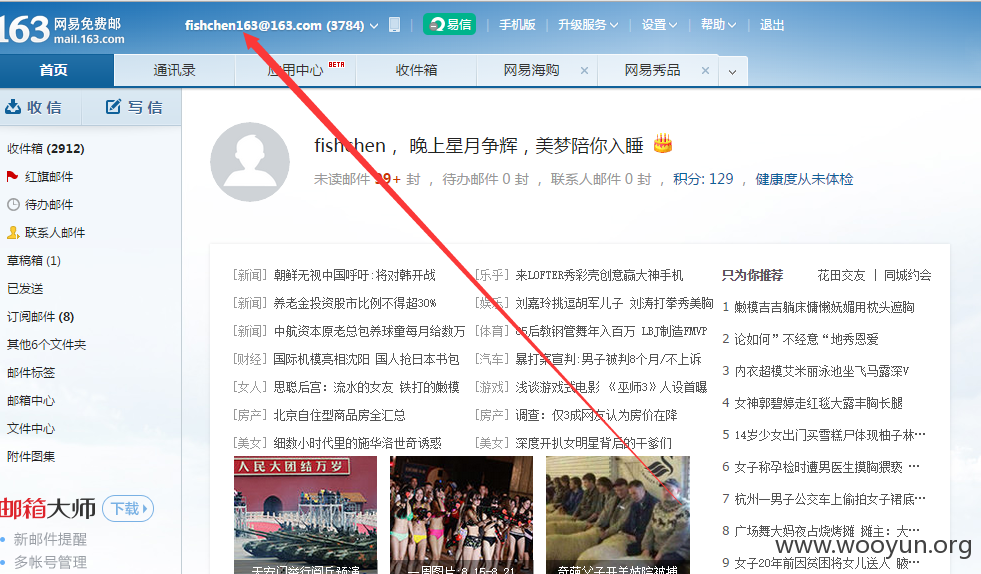 163 网易免费邮
mail.163.com
fishchen163@163.com (3784) 易信 手机版 升级服务 设置 帮助 退出
首页 通讯录 应用中心 BETA 收件箱 网易海购 × 网易秀品 ×
收信 写信
收件箱 (2912)
红旗邮件
待办邮件
联系人邮件
草稿箱 (1)
已发送
订阅邮件 (8)
其他6个文件夹
邮件标签
邮箱中心
文件中心
附件图集
邮箱大师 下载
新邮件提醒
多帐号管理
fishchen ,晚上星月争辉,美梦陪你入睡
未读邮件 99+ 封 , 待办邮件 0 封 , 联系人邮件 0 封 , 积分: 129 , 健康度从未体检
[新闻] 朝鲜无视中国呼吁:将对韩开战
[新闻] 养老金投资股市比例不得超30%
[新闻] 中航资本原老总包养球童每月给数万
[财经] 国际机模亮相沈阳 国人拍日本书包
[女人] 思聪后宫: 流水的女友 铁打的嫩模
[房产] 北京自住型商品房全汇总
[美女] 细数小时代里的施华洛世奇诱惑
[乐乎] 来LOFTER秀彩壳创意赢大神手机
[娱乐] 刘嘉玲挑逗胡军儿子 刘涛打拳秀美胸
[体育] 85后教钢管舞年入百万 LBJ制造FMVP
[汽车] 暴打案宣判:男子被判8个月/不上诉
[游戏] 浅谈游戏式电影 《巫师3》人设首曝
[房产] 调查: 仅3成网友认为房价在降
[美女] 深度开扒女明星背后的干爹们
人民大团结万岁
天安门举行阅兵预演
一周图片:8.15-8.21
奇葩父子开羊妓院被捕
只为你推荐 花田交友 | 同城约会
1 嫩模吉吉躺床慵懒妩媚用枕头遮胸
2 论如何”不经意“地秀恩爱
3 内衣超模艾米丽泳池坐飞马露深V
4 女神郭碧婷走红毯大露丰胸长腿
5 14岁少女出门买雪糕尸体现柚子林…
6 女子称孕检时遭男医生摸胸猥亵 …
7 杭州一男子公交车上偷拍女子裙底…
8 广场舞大妈夜占烧烤摊 摊主: 大…
9 女子20年前因贫困将女儿送人 骇…
www.wooyun.org